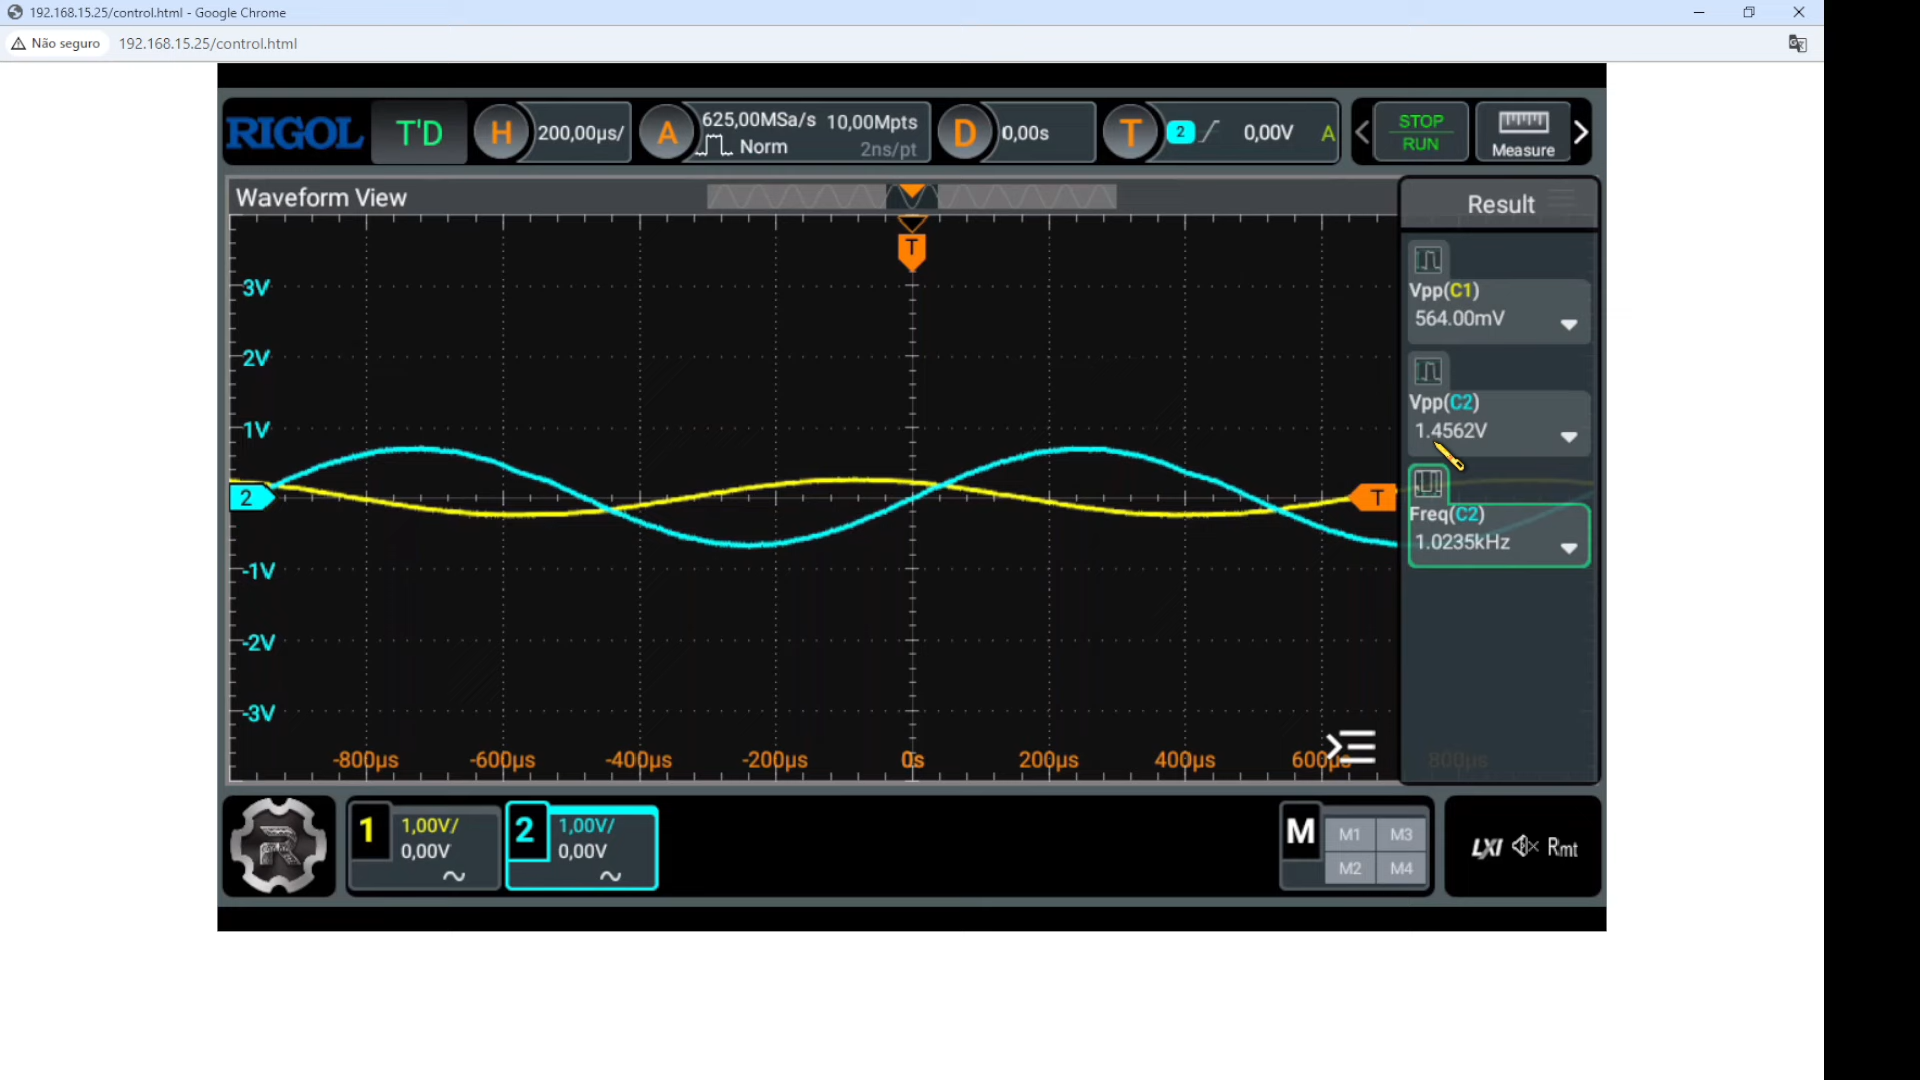 192.168.15.25/control.html - Google Chrome
Não seguro 192.168.15.25/control.html
RIGOL
T'D
H 200,00µs/
A 625,00MSa/s 10,00Mpts
Norm 2ns/pt
D 0,00s
T 2 0,00V A
STOP
RUN
Measure
Waveform View
Result
T
3V
2V
1V
2
-1V
-2V
-3V
T
Vpp(C1)
564.00mV
Vpp(C2)
1.4562V
Freq(C2)
1.0235kHz
-800µs -600µs -400µs -200µs 0s 200µs 400µs 600µs 800µs
1 1,00V/
0,00V
2 1,00V/
0,00V
M M1 M3
M2 M4
LXI Rmt